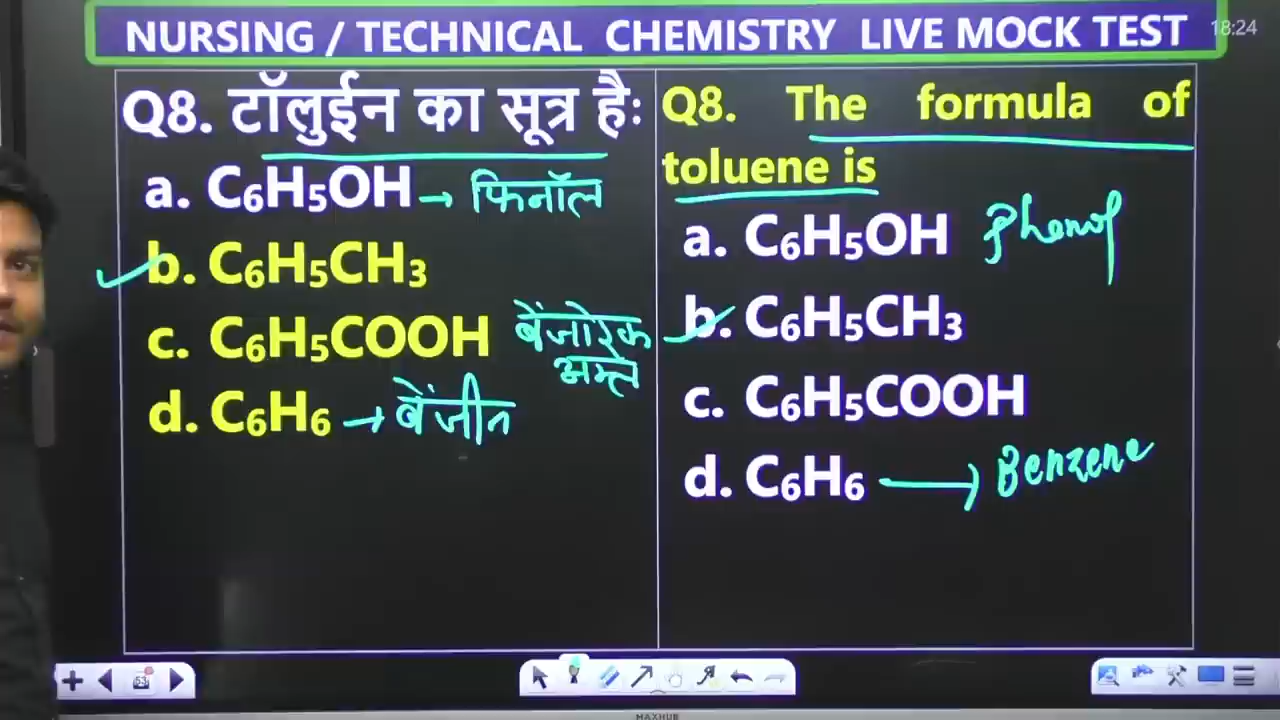 NURSING / TECHNICAL CHEMISTRY LIVE MOCK TEST
18:24
Q8. टॉलुईन का सूत्र है:
a. C₆H₅OH → फिनॉल
b. C₆H₅CH₃
c. C₆H₅COOH बेंजोइक
अम्ल
d. C₆H₆ → बेंजीन
Q8. The formula of
toluene is
a. C₆H₅OH Phenol
b. C₆H₅CH₃
c. C₆H₅COOH
d. C₆H₆ → Benzene
53
MAXHUB